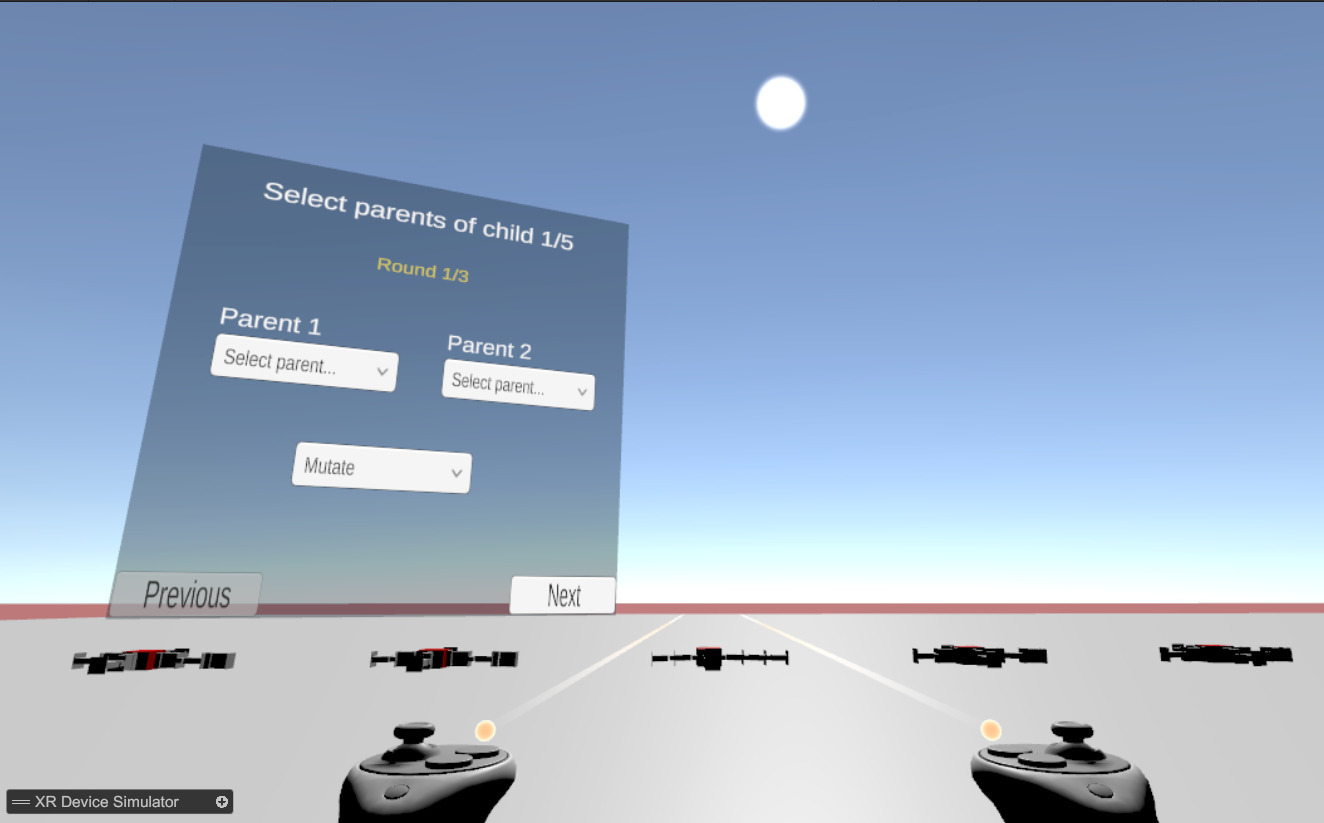 Select parents of child 1/5
Round 1/3
Parent 1
Parent 2
Select parent...
Select parent...
Mutate
Previous
Next
XR Device Simulator